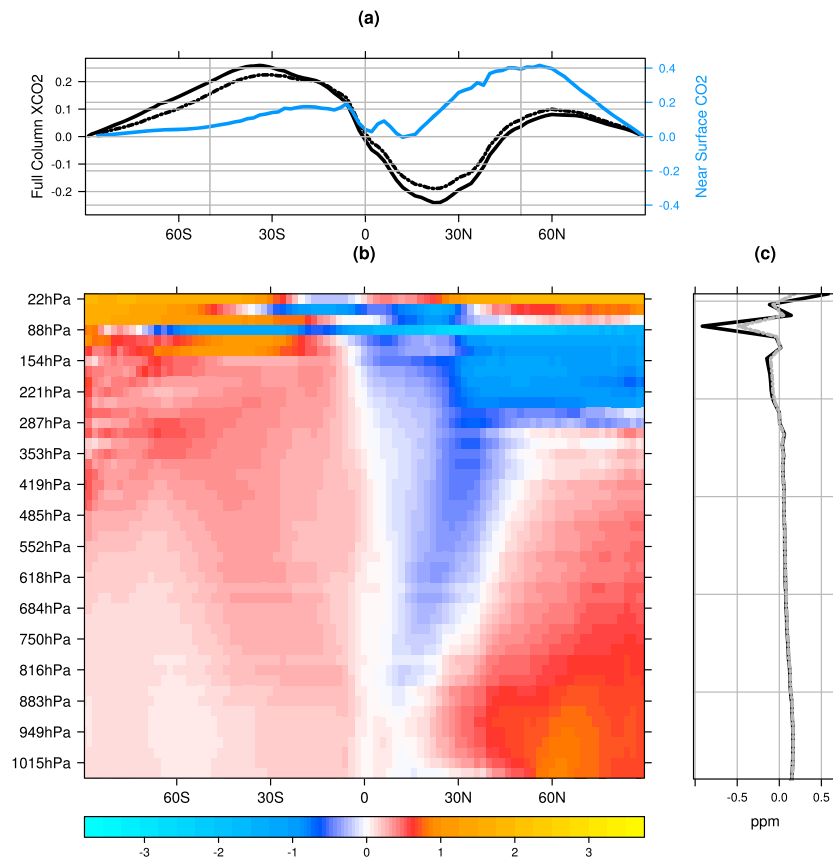 (a)
60S 30S 0 30N 60N
Full Column XCO2
0.2
0.1
0.0
-0.1
-0.2
0.4
0.2
0.0
-0.2
-0.4
Near Surface CO2
(b)
22hPa
88hPa
154hPa
221hPa
287hPa
353hPa
419hPa
485hPa
552hPa
618hPa
684hPa
750hPa
816hPa
883hPa
949hPa
1015hPa
60S 30S 0 30N 60N
-3 -2 -1 0 1 2 3
(c)
-0.5 0.0 0.5
ppm